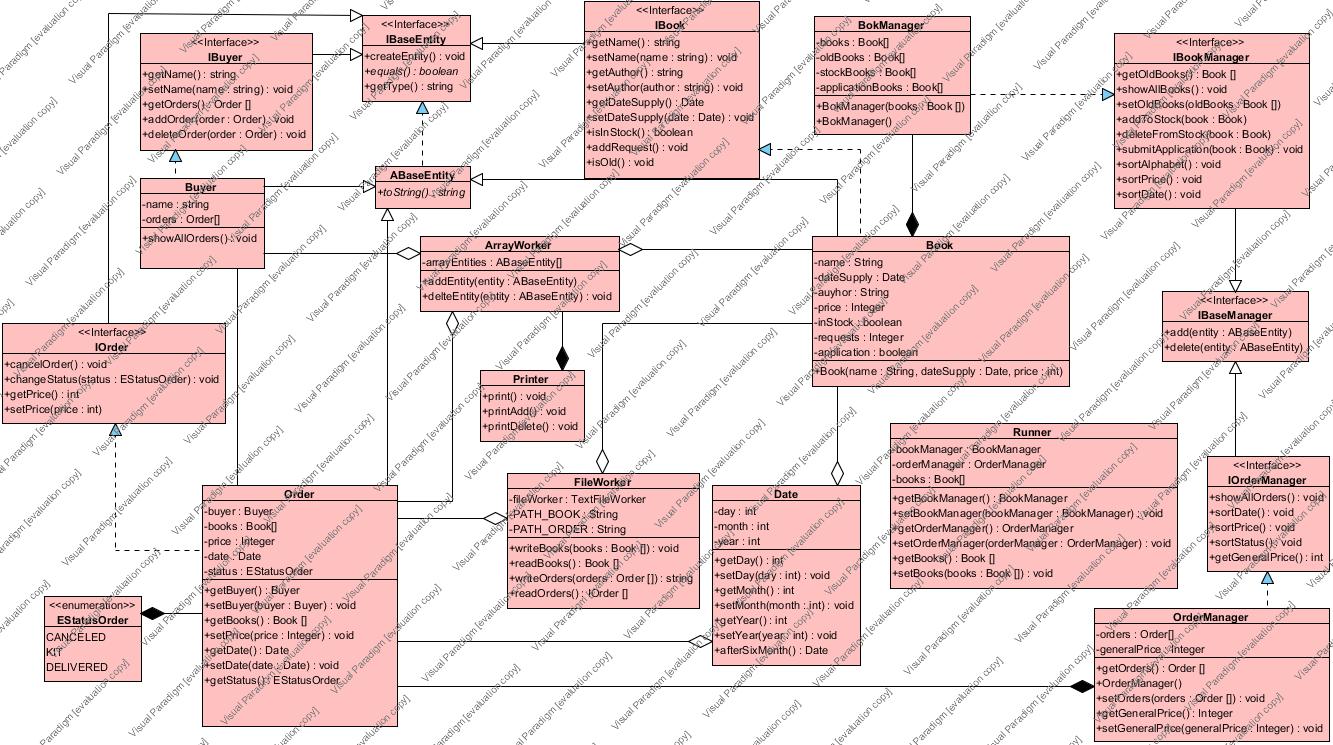 <<Interface>>
IBuyer
+getName() : string
+setName(name : string) : void
+getOrders() : Order []
+addOrder(order : Order) : void
+deleteOrder(order : Order) : void
<<Interface>>
IBaseEntity
+createEntity() : void
+equals() : boolean
+getType() : string
<<Interface>>
IBook
+getName() : string
+setName(name : string) : void
+getAuthor() : string
+setAuthor(author : string) : void
+getDateSupply() : Date
+setDateSupply(date : Date) : void
+isInStock() : boolean
+addRequest() : void
+isOld() : void
BokManager
-books : Book[]
-oldBooks : Book[]
-stockBooks : Book[]
-applicationBooks : Book[]
+BokManager(books : Book [])
+BokManager()
<<Interface>>
IBookManager
+getOldBooks() : Book []
+showAllBooks() : void
+setOldBooks(oldBooks : Book [])
+addToStock(book : Book)
+deleteFromStock(book : Book)
+submitApplication(book : Book) : void
+sortAlphabet() : void
+sortPrice() : void
+sortDate() : void
Buyer
-name : string
-orders : Order[]
+showAllOrders() : void
ABaseEntity
+toString() : string
ArrayWorker
-arrayEntities : ABaseEntity[]
+addEntity(entity : ABaseEntity)
+delteEntity(entity : ABaseEntity) : void
Book
-name : String
-dateSupply : Date
-auyhor : String
-price : Integer
-inStock : boolean
-requests : Integer
-application : boolean
+Book(name : String, dateSupply : Date, price : int)
<<Interface>>
IBaseManager
+add(entity : ABaseEntity)
+delete(entity : ABaseEntity)
<<Interface>>
IOrder
+cancelOrder() : void
+changeStatus(status : EStatusOrder) : void
+getPrice() : int
+setPrice(price : int)
Printer
+print() : void
+printAdd() : void
+printDelete() : void
Runner
-bookManager : BookManager
-orderManager : OrderManager
-books : Book[]
+getBookManager() : BookManager
+setBookManager(bookManager : BookManager) : void
+getOrderManager() : OrderManager
+setOrderManager(orderManager : OrderManager) : void
+getBooks() : Book []
+setBooks(books : Book []) : void
<<Interface>>
IOrderManager
+showAllOrders() : void
+sortDate() : void
+sortPrice() : void
+sortStatus() : void
+getGeneralPrice() : int
Order
-buyer : Buyer
-books : Book[]
-price : Integer
-date : Date
-status : EStatusOrder
+getBuyer() : Buyer
+setBuyer(buyer : Buyer) : void
+getBooks() : Book []
+setPrice(price : Integer) : void
+getDate() : Date
+setDate(date : Date) : void
+getStatus() : EStatusOrder
FileWorker
-fileWorker : TextFileWorker
-PATH_BOOK : String
-PATH_ORDER : String
+writeBooks(books : Book []) : void
+readBooks() : Book []
+writeOrders(orders : Order []) : string
+readOrders() : IOrder []
Date
-day : int
-month : int
-year : int
+getDay() : int
+setDay(day : int) : void
+getMonth() : int
+setMonth(month : int) : void
+getYear() : int
+setYear(year : int) : void
+afterSixMonth() : Date
<<enumeration>>
EStatusOrder
CANCELED
KIT
DELIVERED
OrderManager
-orders : Order[]
-generalPrice : Integer
+getOrders() : Order []
+OrderManager()
+setOrders(orders : Order []) : void
+getGeneralPrice() : Integer
+setGeneralPrice(generalPrice : Integer) : void
Visual Paradigm [evaluation copy]